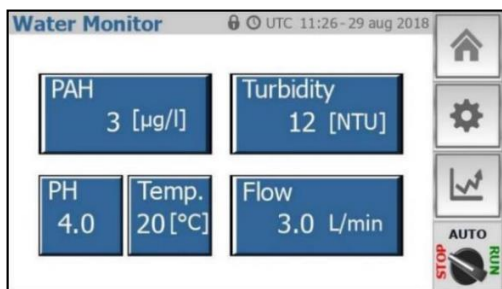 Water Monitor UTC 11:26-29 aug 2018
PAH
3 [µg/l]
Turbidity
12 [NTU]
PH
4.0
Temp.
20 [°C]
Flow
3.0 L/min
AUTO
STOP
RUN